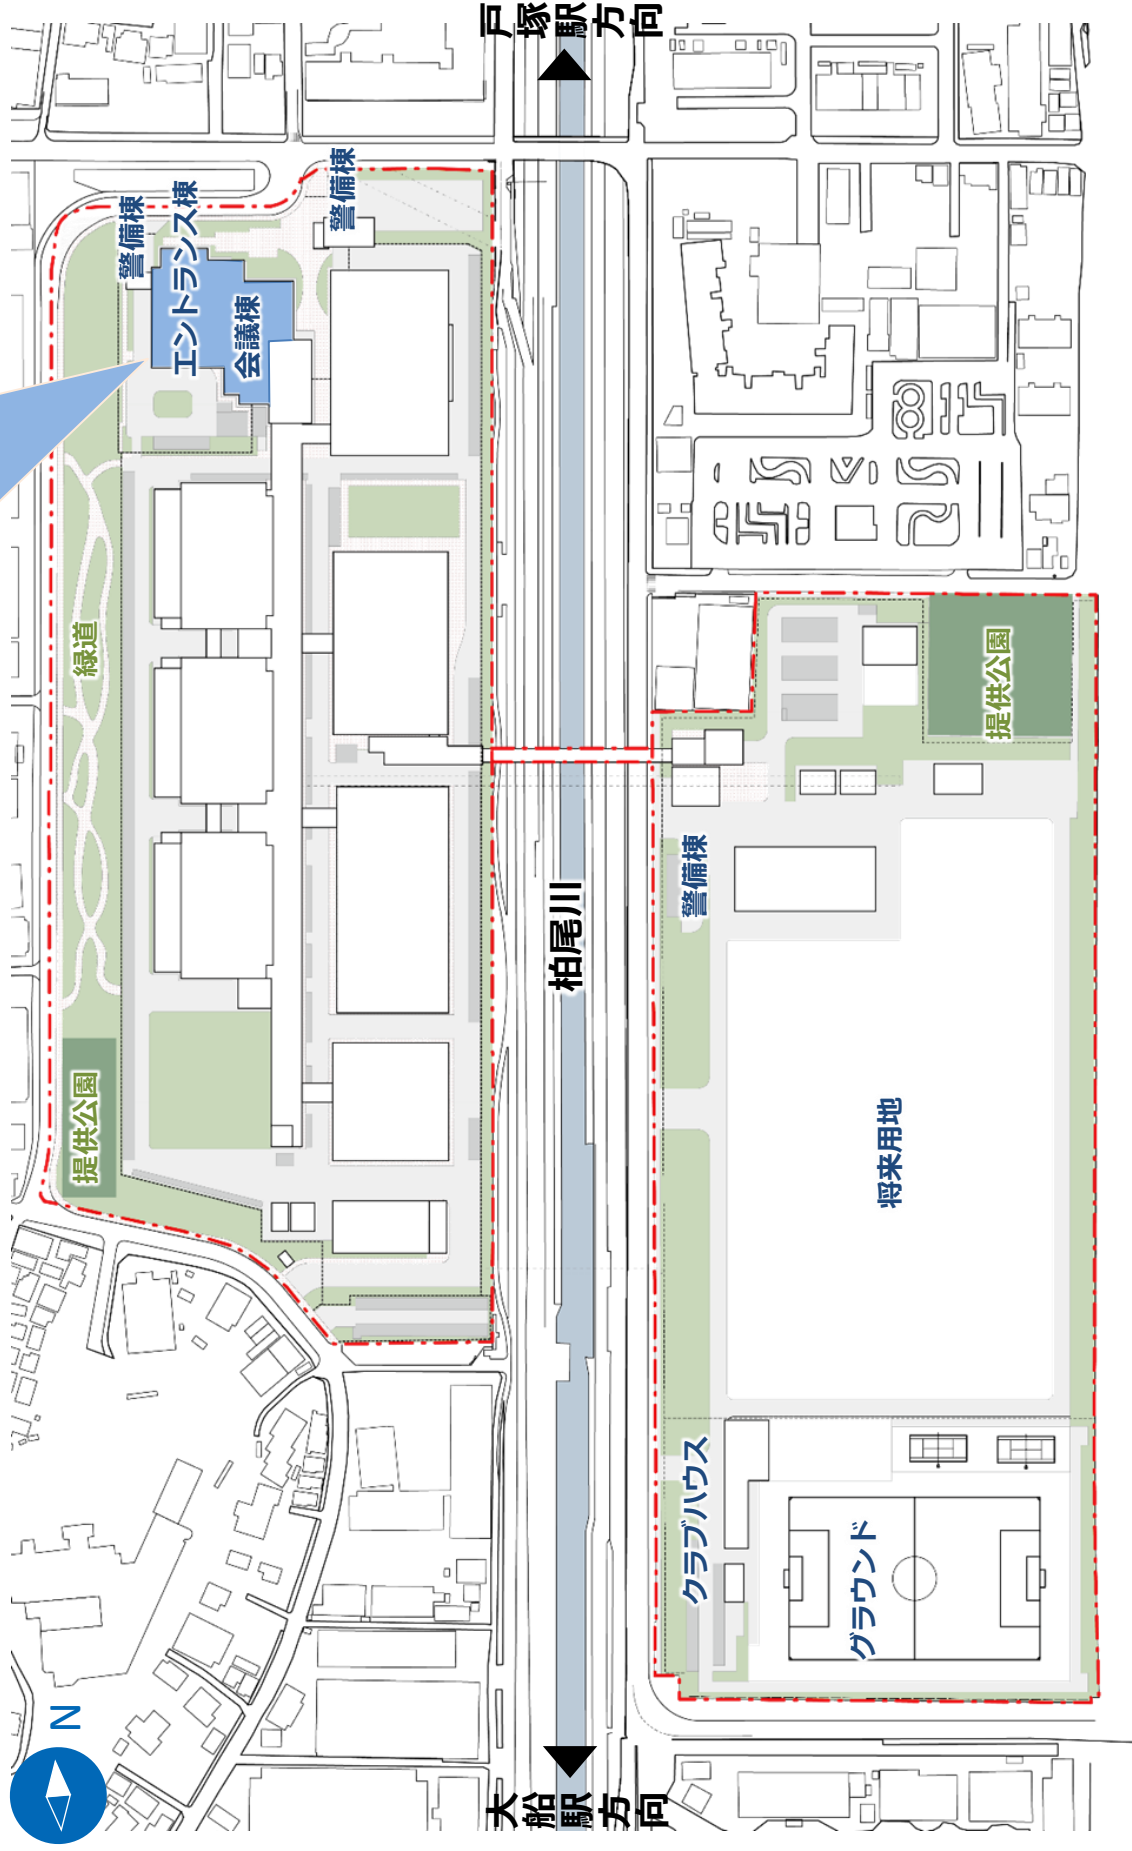 戸塚駅方向
警備棟
警備棟
エントランス棟
会議棟
緑道
提供公園
提供公園
柏尾川
警備棟
将来用地
クラブハウス
グラウンド
N
大船駅方向